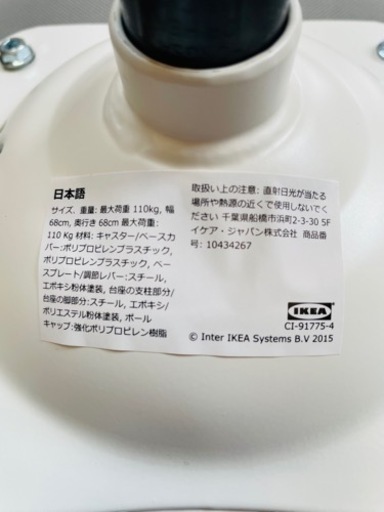 日本語
サイズ. 重量: 最大荷重 110kg, 幅
68cm, 奥行き 68cm 最大荷重:
110 Kg 材料: キャスター/ベースカ
バー:ポリプロピレンプラスチック,
ポリプロピレンプラスチック, ベー
スプレート/調節レバー:スチール,
エポキシ粉体塗装, 台座の支柱部分/
台座の脚部分:スチール, エポキシ/
ポリエステル粉体塗装, ボール
キャップ:強化ポリプロピレン樹脂
取扱い上の注意: 直射日光が当たる
場所や熱源の近くで使用しないでく
ださい 千葉県船橋市浜町2-3-30 SF
イケア・ジャパン株式会社 商品番
号: 10434267
IKEA
CI-91775-4
© Inter IKEA Systems B.V 2015